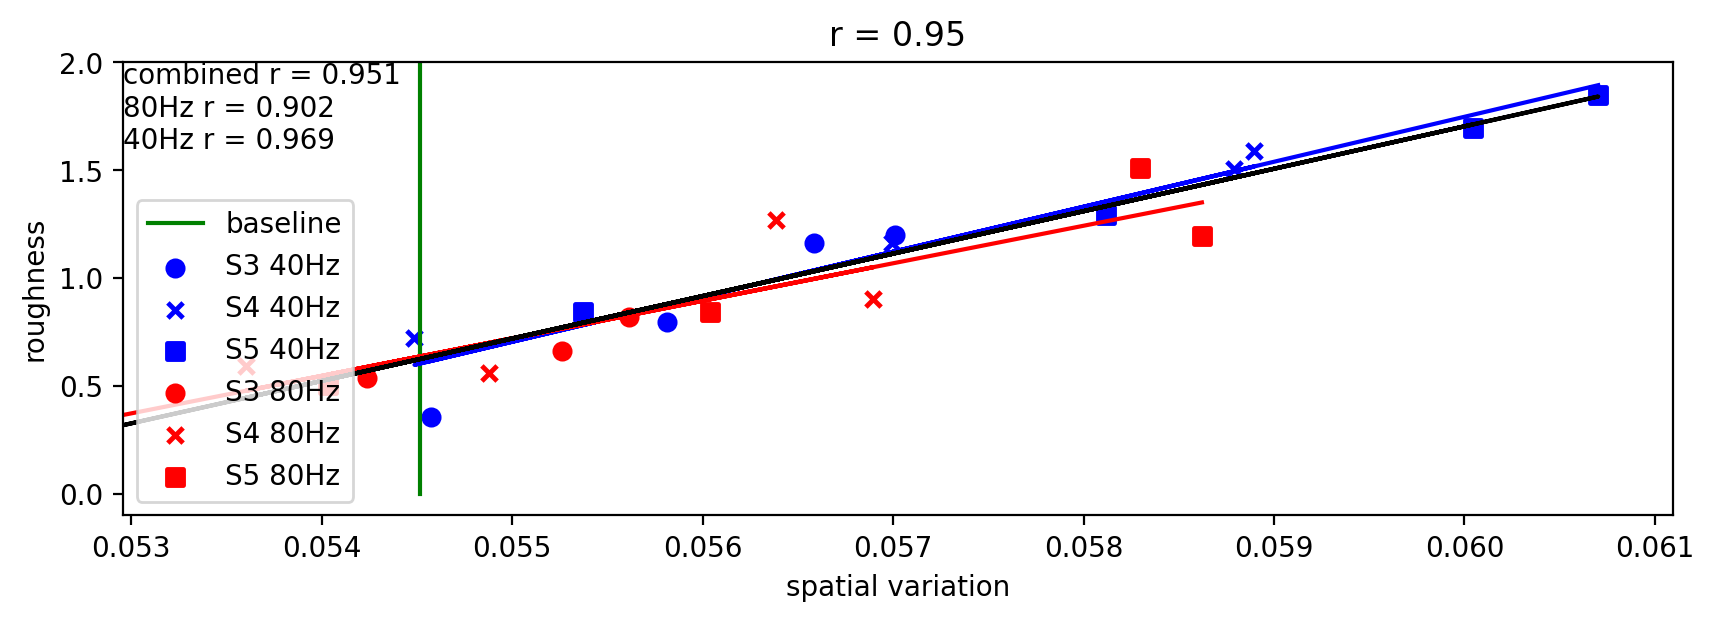 r = 0.95
combined r = 0.951
80Hz r = 0.902
40Hz r = 0.969
baseline
S3 40Hz
S4 40Hz
S5 40Hz
S3 80Hz
S4 80Hz
S5 80Hz
2.0
1.5
1.0
0.5
0.0
roughness
0.053 0.054 0.055 0.056 0.057 0.058 0.059 0.060 0.061
spatial variation